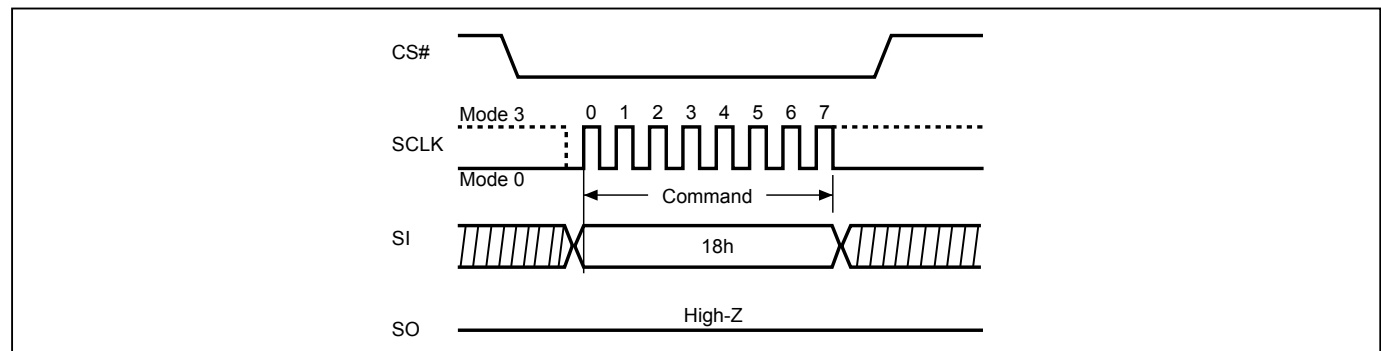 CS#
Mode 3 0 1 2 3 4 5 6 7
SCLK
Mode 0
Command
SI 18h
High-Z
SO